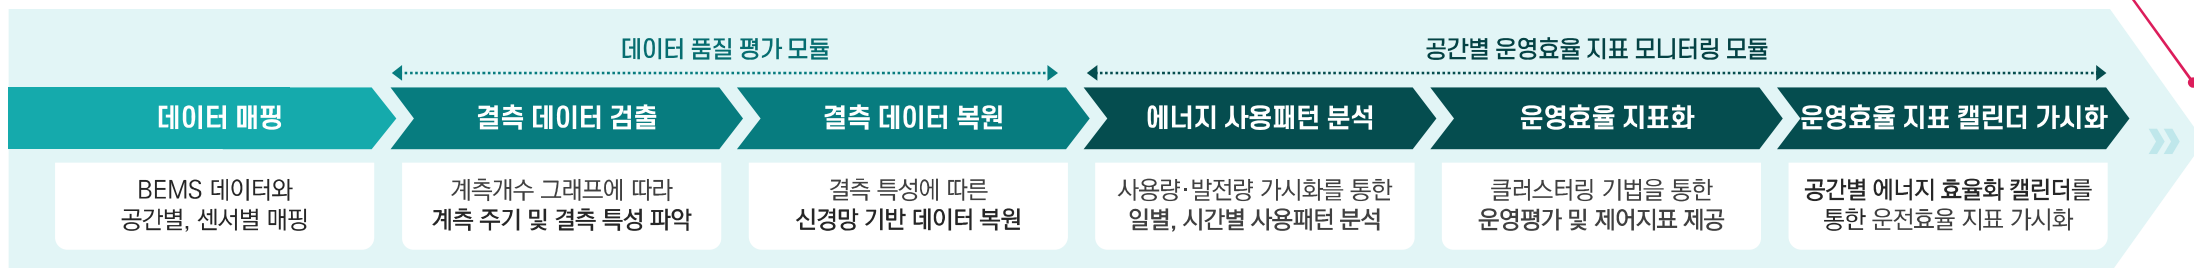 데이터 품질 평가 모듈
공간별 운영효율 지표 모니터링 모듈
데이터 매핑
결측 데이터 검출
결측 데이터 복원
에너지 사용패턴 분석
운영효율 지표화
운영효율 지표 캘린더 가시화
BEMS 데이터와
공간별, 센서별 매핑
계측개수 그래프에 따라
계측 주기 및 결측 특성 파악
결측 특성에 따른
신경망 기반 데이터 복원
사용량·발전량 가시화를 통한
일별, 시간별 사용패턴 분석
클러스터링 기법을 통한
운영평가 및 제어지표 제공
공간별 에너지 효율화 캘린더를
통한 운전효율 지표 가시화